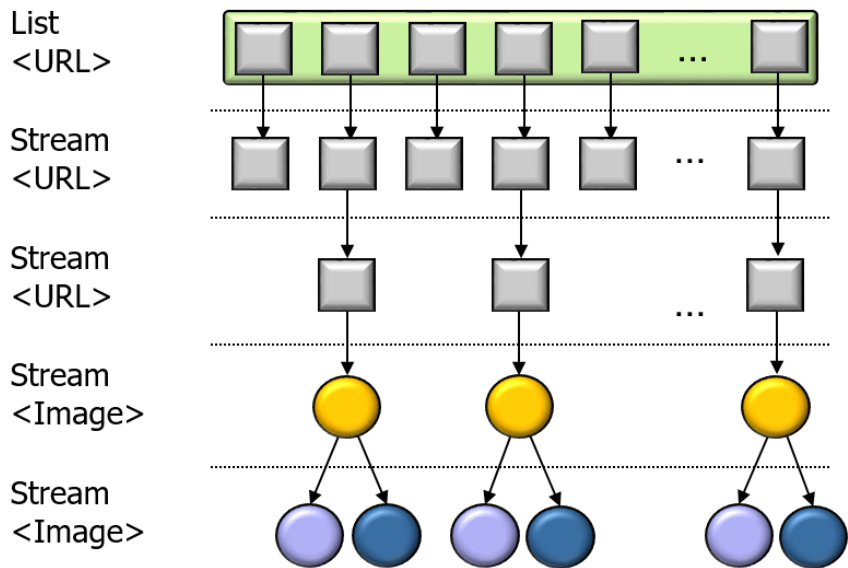 List
<URL>
...
Stream
<URL>
...
Stream
<URL>
...
Stream
<Image>
Stream
<Image>